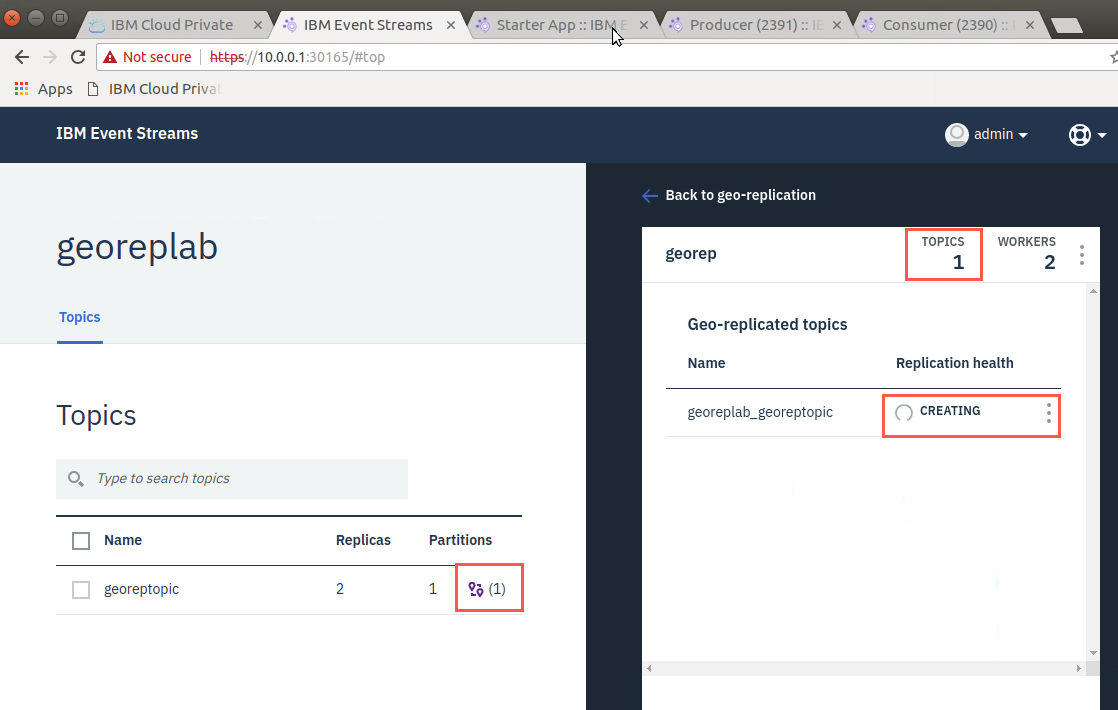 IBM Cloud Private
IBM Event Streams
Starter App :: IBM E
Producer (2391) :: IB
Consumer (2390) ::
Not secure
https://10.0.0.1:30165/#top
Apps
IBM Cloud Privat
IBM Event Streams
admin
georeplab
Topics
Topics
Type to search topics
Name Replicas Partitions
georeptopic 2 1 (1)
Back to geo-replication
georep
TOPICS
1
WORKERS
2
Geo-replicated topics
Name Replication health
georeplab_georeptopic CREATING